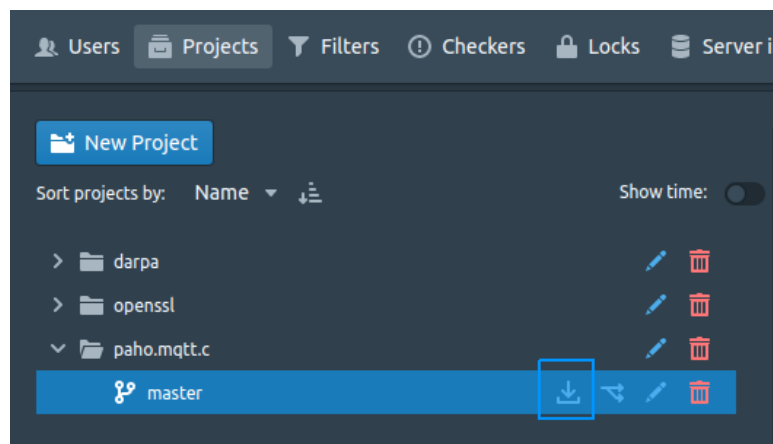 Users Projects Filters Checkers Locks Server i
New Project
Sort projects by: Name Show time:
darpa
openssl
paho.mqtt.c
master